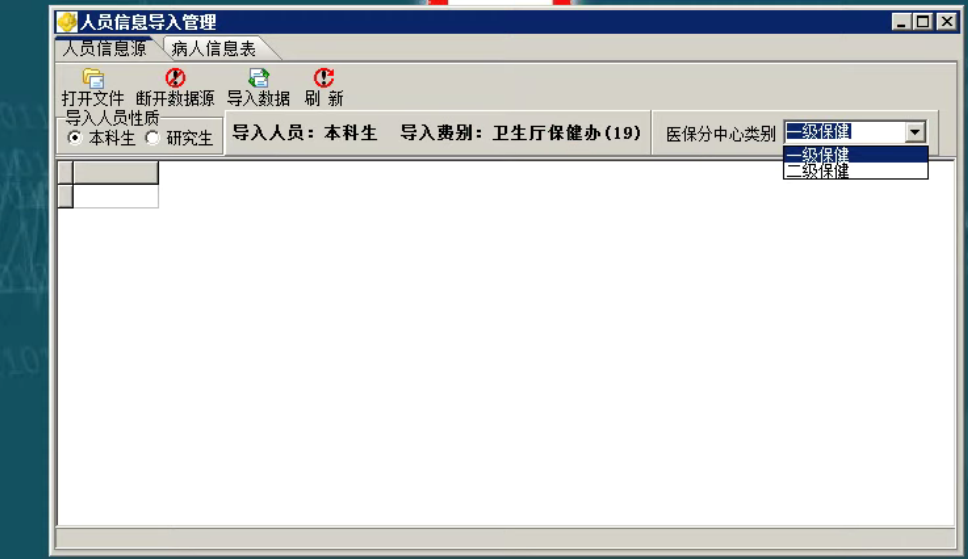 人员信息导入管理
人员信息源 病人信息表
打开文件 断开数据源 导入数据 刷 新
导入人员性质
本科生 研究生 导入人员：本科生 导入费别：卫生厅保健办(19) 医保分中心类别 一级保健
一级保健
二级保健